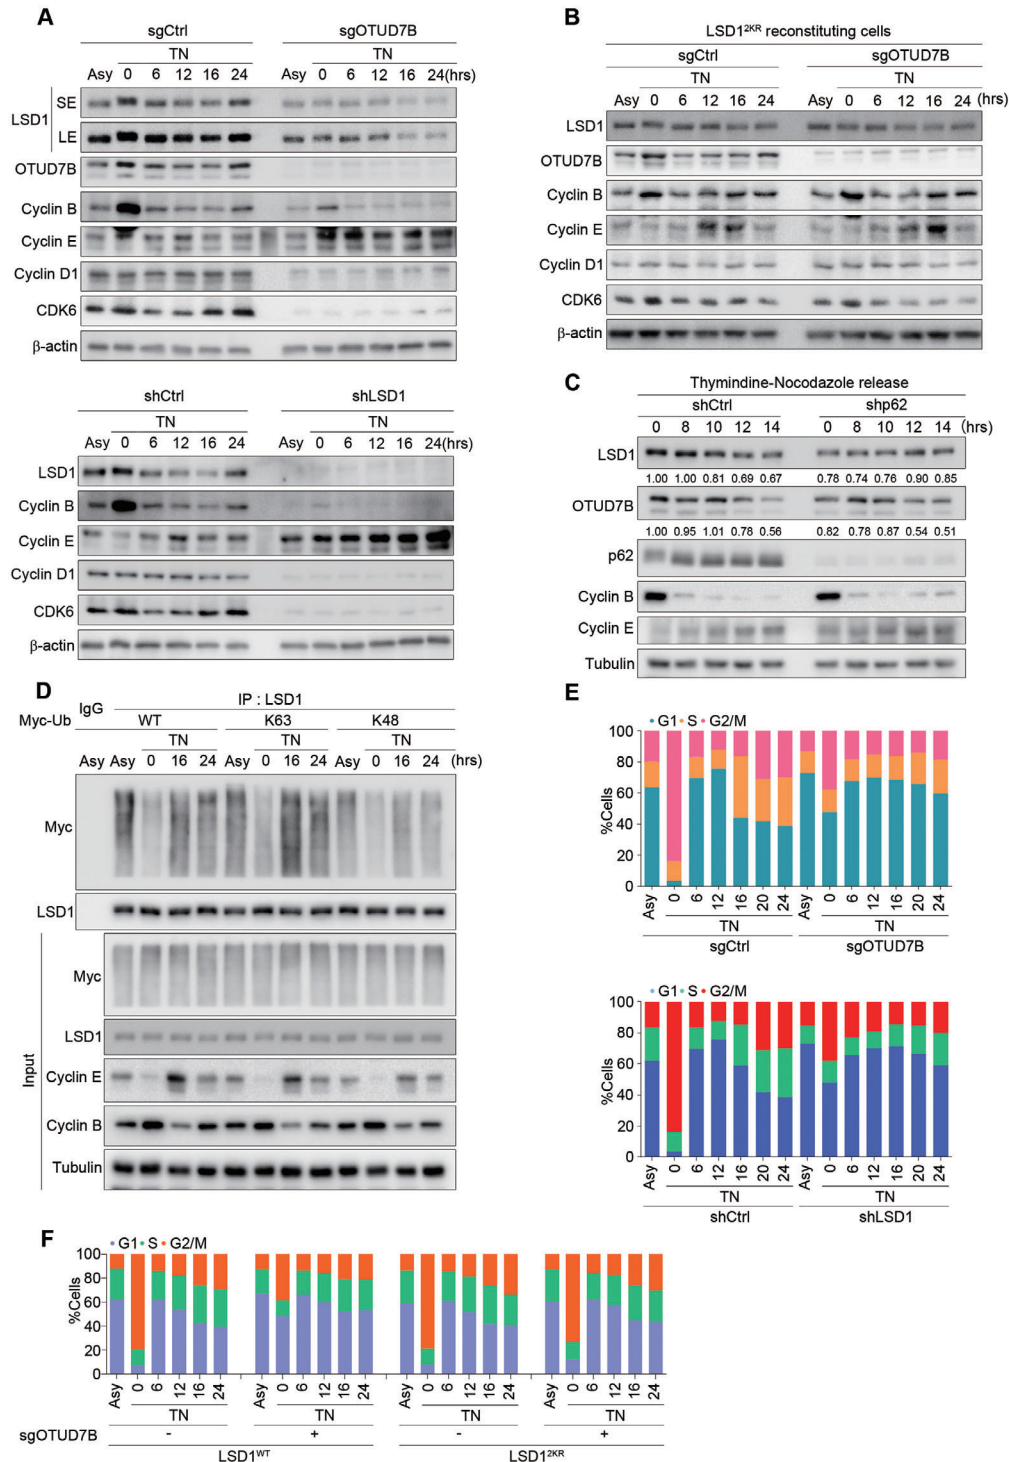 A
sgCtrl sgOTUD7B
TN TN
Asy 0 6 12 16 24 Asy 0 6 12 16 24(hrs)
LSD1 SE
LE
OTUD7B
Cyclin B
Cyclin E
Cyclin D1
CDK6
β-actin
shCtrl shLSD1
TN TN
Asy 0 6 12 16 24 Asy 0 6 12 16 24(hrs)
LSD1
Cyclin B
Cyclin E
Cyclin D1
CDK6
β-actin
B
LSD1²ᴷᴿ reconstituting cells
sgCtrl sgOTUD7B
TN TN
Asy 0 6 12 16 24 Asy 0 6 12 16 24 (hrs)
LSD1
OTUD7B
Cyclin B
Cyclin E
Cyclin D1
CDK6
β-actin
C
Thymindine-Nocodazole release
shCtrl shp62
0 8 10 12 14 0 8 10 12 14 (hrs)
LSD1
1.00 1.00 0.81 0.69 0.67 0.78 0.74 0.76 0.90 0.85
OTUD7B
1.00 0.95 1.01 0.78 0.56 0.82 0.78 0.87 0.54 0.51
p62
Cyclin B
Cyclin E
Tubulin
D
IP : LSD1
IgG
Myc-Ub WT K63 K48
TN TN TN
Asy Asy 0 16 24 Asy 0 16 24 Asy 0 16 24 (hrs)
Myc
LSD1
Input
Myc
LSD1
Cyclin E
Cyclin B
Tubulin
E
G1 S G2/M
%Cells
100
80
60
40
20
0
Asy 0 6 12 16 20 24 Asy 0 6 12 16 20 24
TN TN
sgCtrl sgOTUD7B
G1 S G2/M
%Cells
100
80
60
40
20
0
Asy 0 6 12 16 20 24 Asy 0 6 12 16 20 24
TN TN
shCtrl shLSD1
F
G1 S G2/M
%Cells
100
80
60
40
20
0
Asy 0 6 12 16 24 Asy 0 6 12 16 24 Asy 0 6 12 16 24 Asy 0 6 12 16 24
TN TN TN TN
sgOTUD7B - + - +
LSD1ᵂᵀ LSD1²ᴷᴿ